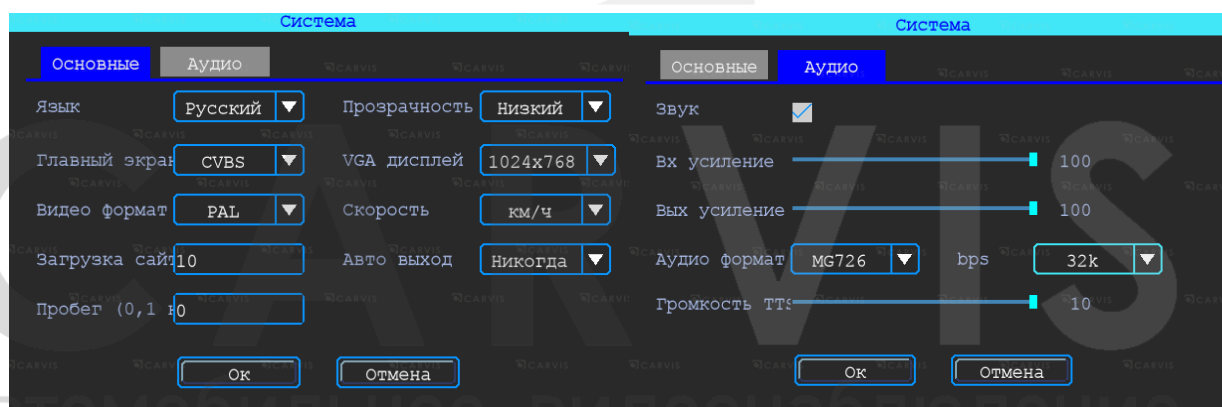 Система
Основные Аудио
Язык Русский Прозрачность Низкий
Главный экран CVBS VGA дисплей 1024x768
Видео формат PAL Скорость км/ч
Загрузка сайт 10 Авто выход Никогда
Пробег (0,1 к 0
Ок Отмена
Система
Основные Аудио
Звук
Вх усиление 100
Вых усиление 100
Аудио формат MG726 bps 32k
Громкость TTS 10
Ок Отмена
CARVIS